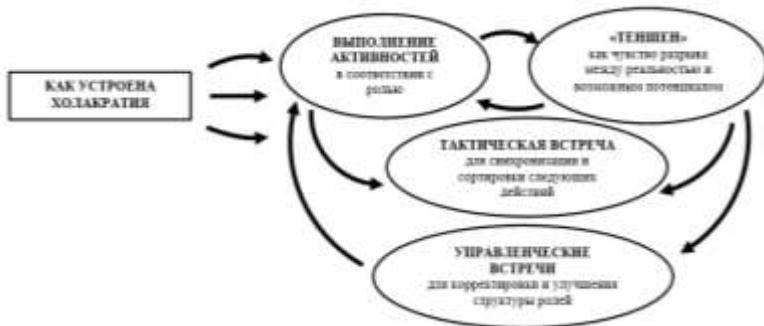 КАК УСТРОЕНА
ХОЛАКРАТИЯ
ВЫПОЛНЕНИЕ
АКТИВНОСТЕЙ
в соответствии с
ролью
«ТЕНШЕН»
как чувство разрыва
между реальностью и
возможным потенциалом
ТАКТИЧЕСКАЯ ВСТРЕЧА
для синхронизации и
сортировки следующих
действий
УПРАВЛЕНЧЕСКИЕ
ВСТРЕЧИ
для корректировки и улучшения
структуры ролей